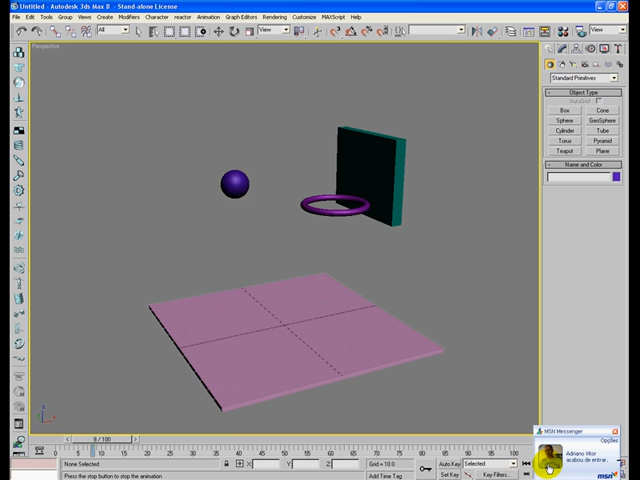 Untitled - Autodesk 3ds Max 8 - Stand-alone License
File Edit Tools Group Views Create Modifiers Character reactor Animation Graph Editors Rendering Customize MAXScript Help
All
View
View
Perspective
Standard Primitives
Object Type
AutoGrid
Box Cone
Sphere GeoSphere
Cylinder Tube
Torus Pyramid
Teapot Plane
Name and Color
MSN Messenger
Opções
Adriano Vitor
acabou de entrar.
msn
8 / 100
None Selected
X: Y: Z:
Grid = 10.0
Auto Key Selected
Press the stop button to stop the animation
Add Time Tag
Set Key Key Filters...